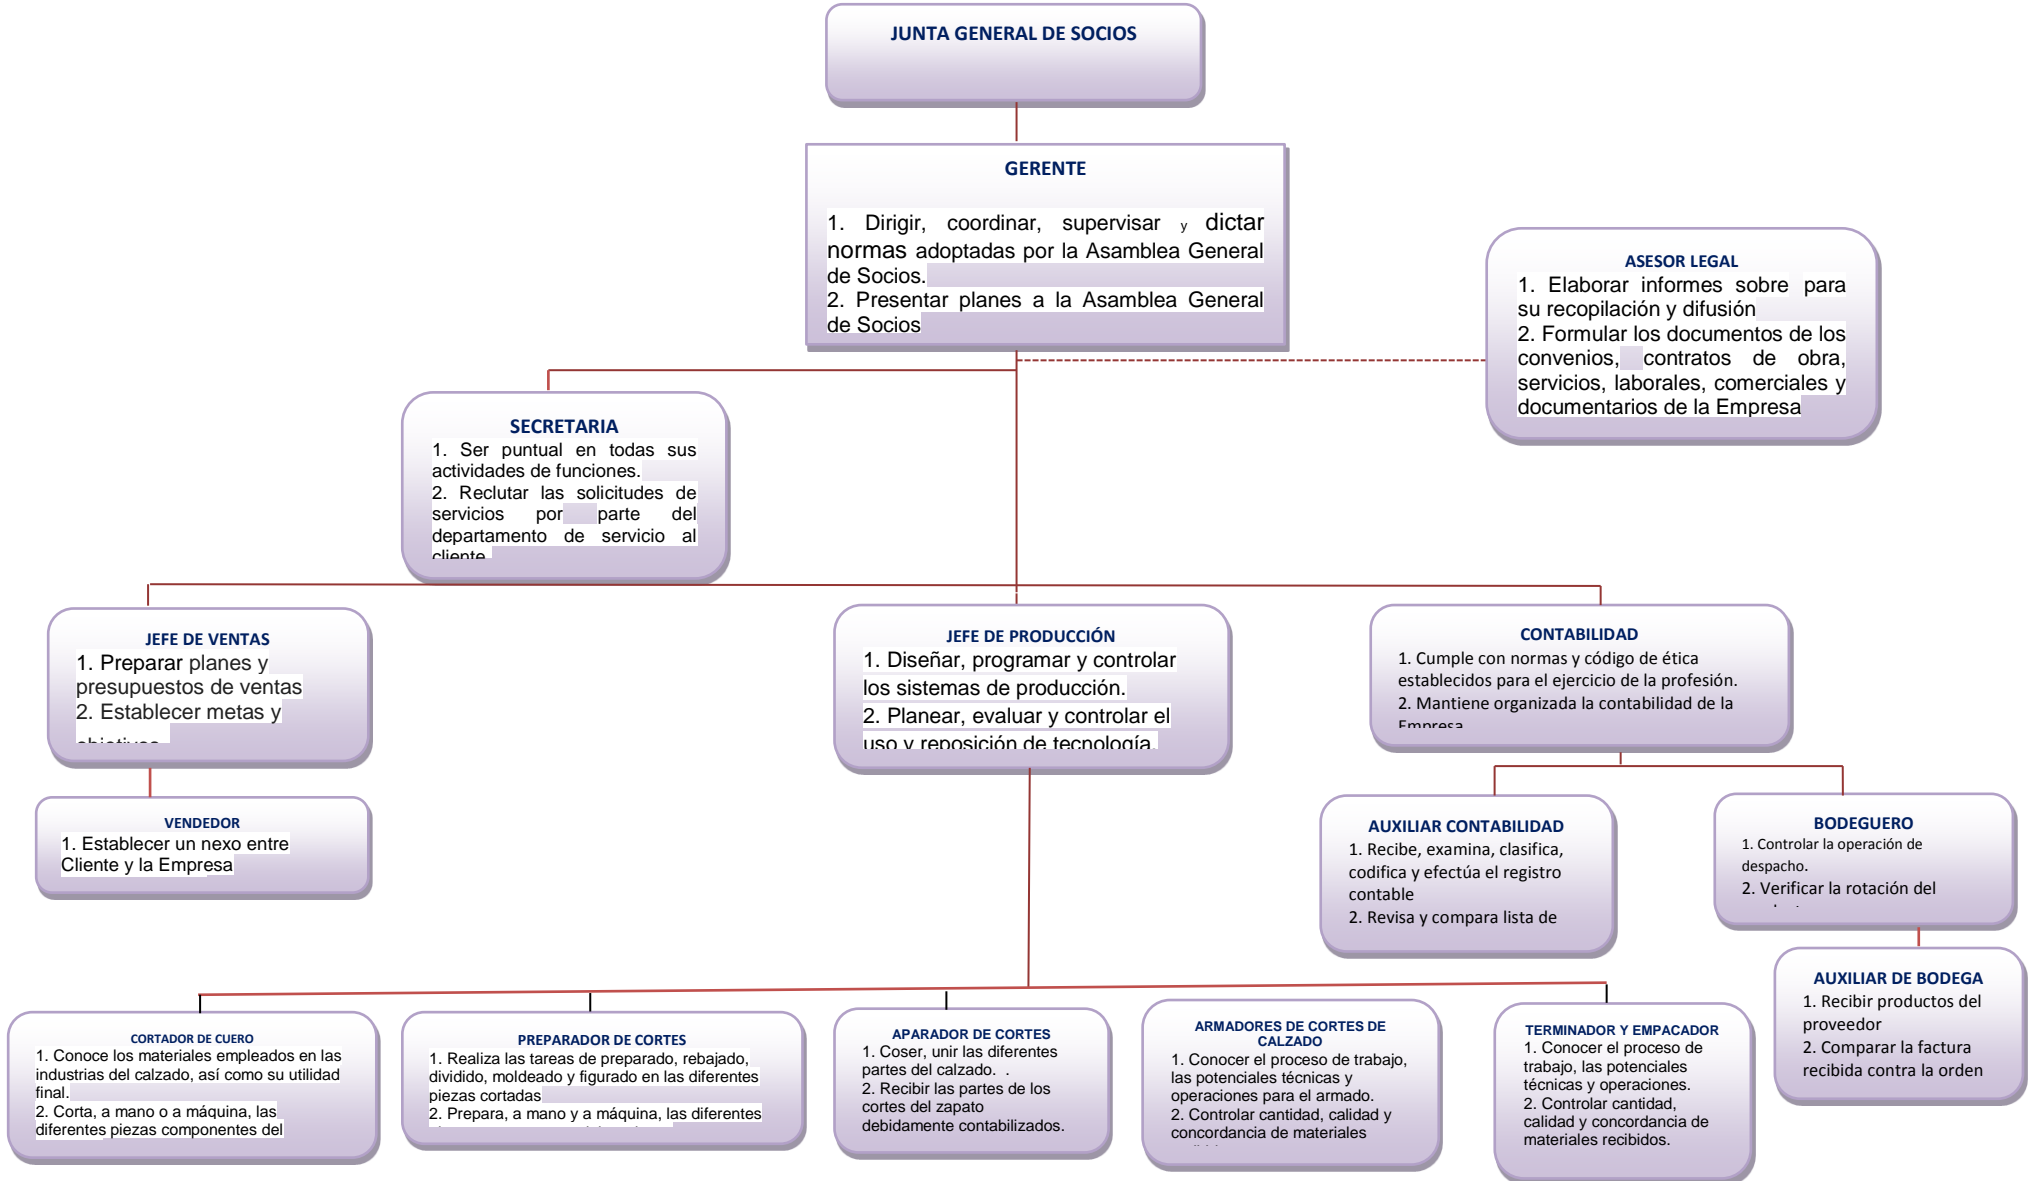 JUNTA GENERAL DE SOCIOS
GERENTE
1. Dirigir, coordinar, supervisar y dictar
normas adoptadas por la Asamblea General
de Socios.
2. Presentar planes a la Asamblea General
de Socios
ASESOR LEGAL
1. Elaborar informes sobre para
su recopilación y difusión
2. Formular los documentos de los
convenios, contratos de obra,
servicios, laborales, comerciales y
documentarios de la Empresa
SECRETARIA
1. Ser puntual en todas sus
actividades de funciones.
2. Reclutar las solicitudes de
servicios por parte del
departamento de servicio al
cliente.
JEFE DE VENTAS
1. Preparar planes y
presupuestos de ventas
2. Establecer metas y
objetivos.
JEFE DE PRODUCCIÓN
1. Diseñar, programar y controlar
los sistemas de producción.
2. Planear, evaluar y controlar el
uso y reposición de tecnología.
CONTABILIDAD
1. Cumple con normas y código de ética
establecidos para el ejercicio de la profesión.
2. Mantiene organizada la contabilidad de la
Empresa
VENDEDOR
1. Establecer un nexo entre
Cliente y la Empresa
AUXILIAR CONTABILIDAD
1. Recibe, examina, clasifica,
codifica y efectúa el registro
contable
2. Revisa y compara lista de
BODEGUERO
1. Controlar la operación de
despacho.
2. Verificar la rotación del
AUXILIAR DE BODEGA
1. Recibir productos del
proveedor
2. Comparar la factura
recibida contra la orden
CORTADOR DE CUERO
1. Conoce los materiales empleados en las
industrias del calzado, así como su utilidad
final.
2. Corta, a mano o a máquina, las
diferentes piezas componentes del
PREPARADOR DE CORTES
1. Realiza las tareas de preparado, rebajado,
dividido, moldeado y figurado en las diferentes
piezas cortadas
2. Prepara, a mano y a máquina, las diferentes
APARADOR DE CORTES
1. Coser, unir las diferentes
partes del calzado. .
2. Recibir las partes de los
cortes del zapato
debidamente contabilizados.
ARMADORES DE CORTES DE
CALZADO
1. Conocer el proceso de trabajo,
las potenciales técnicas y
operaciones para el armado.
2. Controlar cantidad, calidad y
concordancia de materiales
TERMINADOR Y EMPACADOR
1. Conocer el proceso de
trabajo, las potenciales
técnicas y operaciones.
2. Controlar cantidad,
calidad y concordancia de
materiales recibidos.